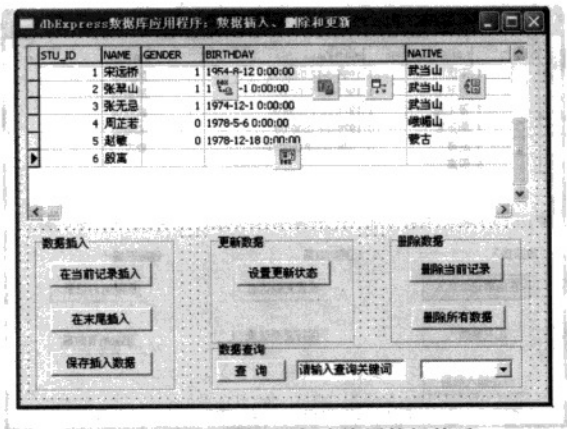 dbExpress数据库应用程序：数据插入、删除和更新
STU_ID NAME GENDER BIRTHDAY NATIVE
1 宋远桥 1 1954-8-12 0:00:00 武当山
2 张翠山 1 1 -1 0:00:00 武当山
3 张无忌 1 1974-12-1 0:00:00 武当山
4 周芷若 0 1978-5-6 0:00:00 峨嵋山
5 赵敏 0 1978-12-18 0:00:00 蒙古
6 殷离
数据插入 更新数据 删除数据
在当前记录插入 设置更新状态 删除当前记录
在末尾插入 删除所有数据
保存插入数据
数据查询
查 询 请输入查询关键词